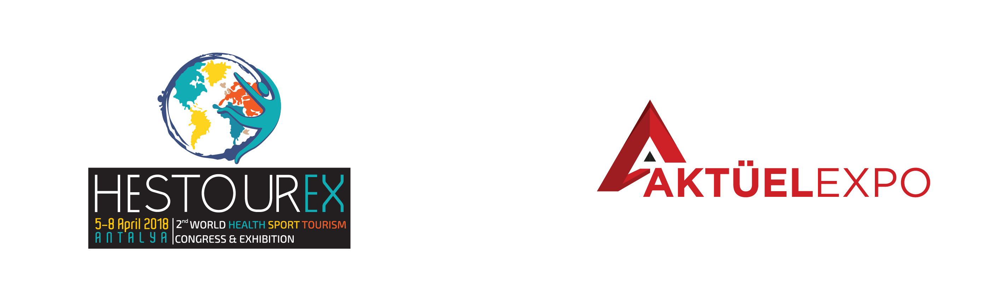 HESTOUREX
5-8 April 2018
ANTALYA
2nd WORLD HEALTH SPORT TOURISM
CONGRESS & EXHIBITION
AKTÜELEXPO